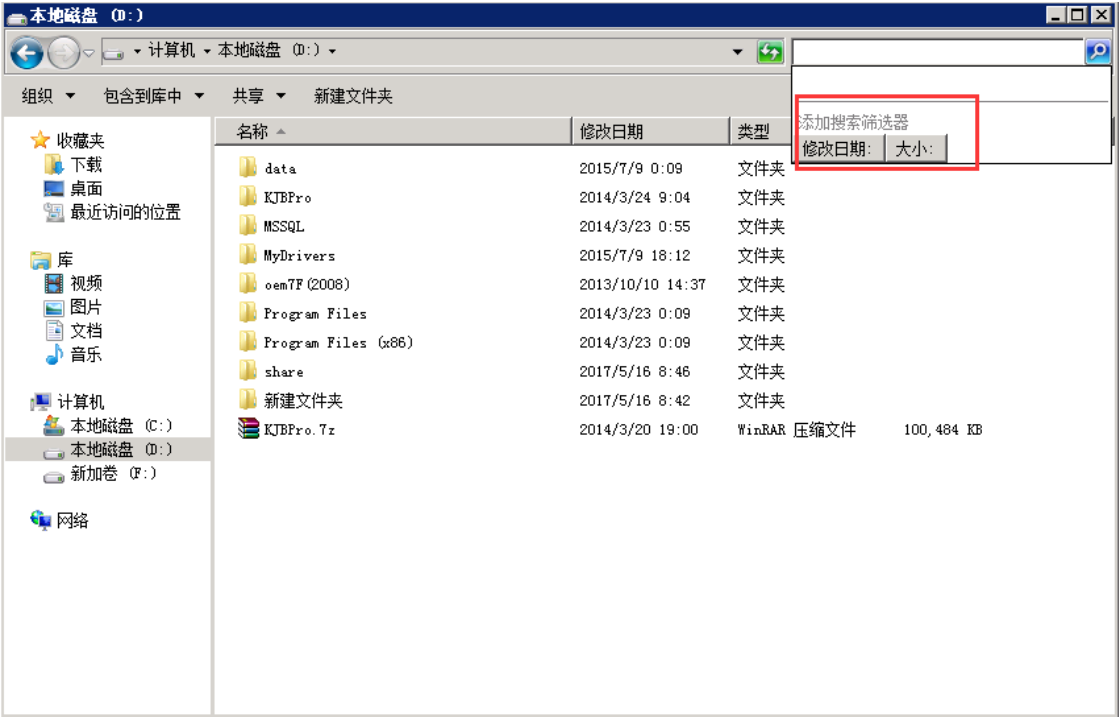 本地磁盘 (D:)
计算机 本地磁盘 (D:)
组织 包含到库中 共享 新建文件夹
添加搜索筛选器
修改日期: 大小:
收藏夹
下载
桌面
最近访问的位置
库
视频
图片
文档
音乐
计算机
本地磁盘 (C:)
本地磁盘 (D:)
新加卷 (F:)
网络
名称 修改日期 类型
data 2015/7/9 0:09 文件夹
KJBPro 2014/3/24 9:04 文件夹
MSSQL 2014/3/23 0:55 文件夹
MyDrivers 2015/7/9 18:12 文件夹
oem7F(2008) 2013/10/10 14:37 文件夹
Program Files 2014/3/23 0:09 文件夹
Program Files (x86) 2014/3/23 0:09 文件夹
share 2017/5/16 8:46 文件夹
新建文件夹 2017/5/16 8:42 文件夹
KJBPro.7z 2014/3/20 19:00 WinRAR 压缩文件 100,484 KB